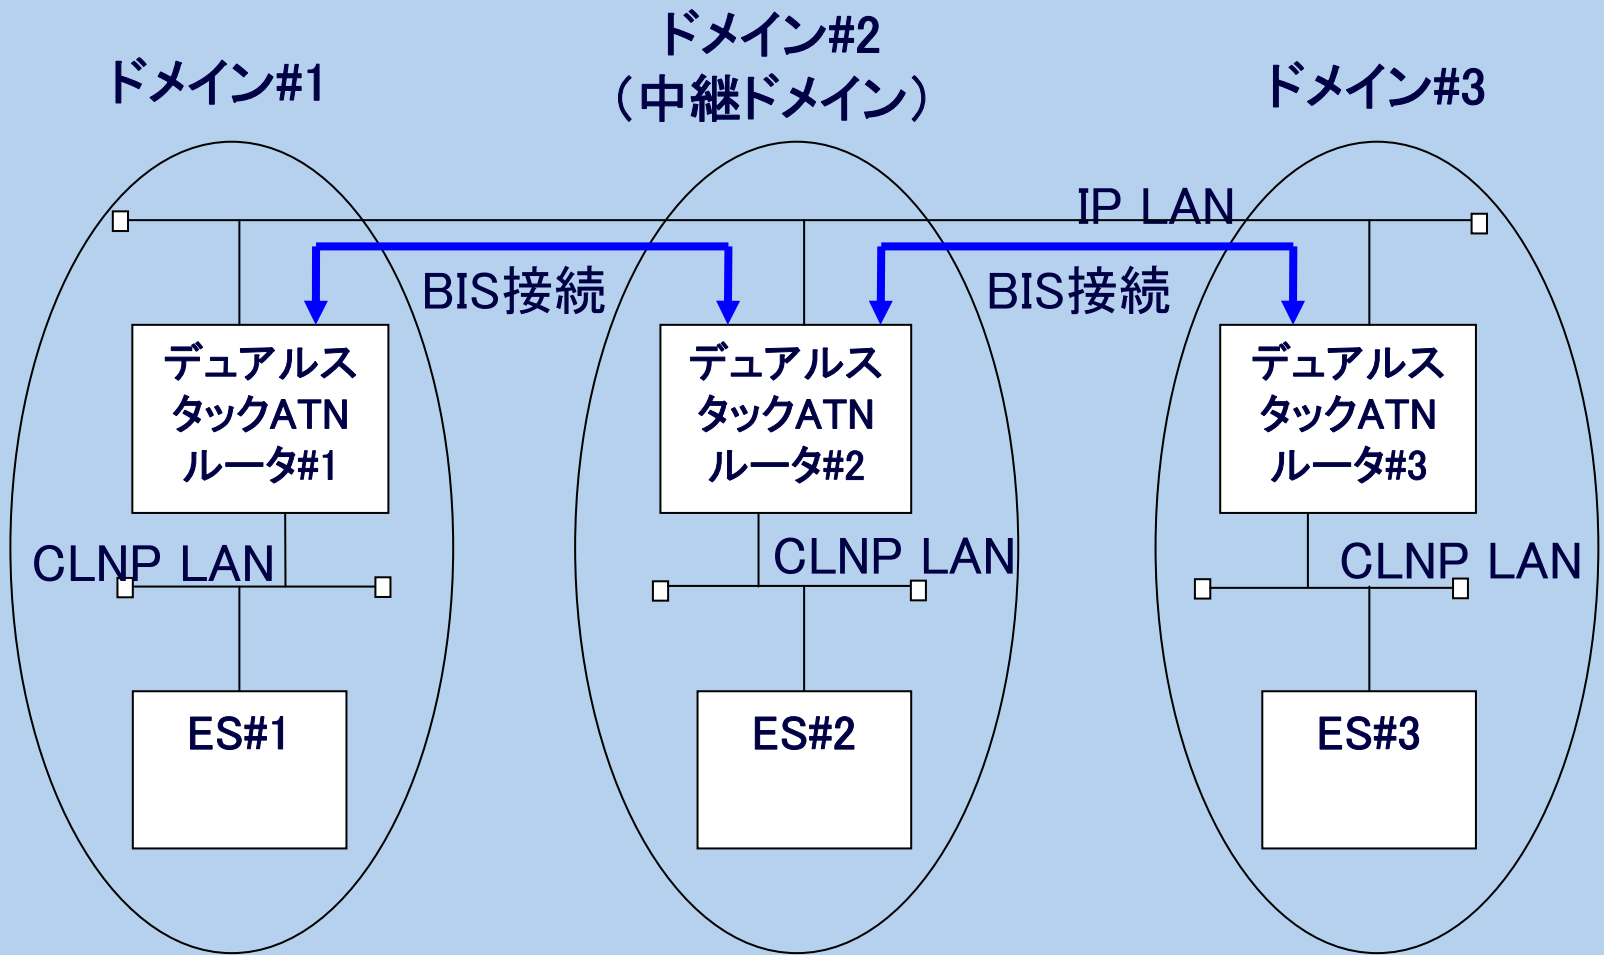 ドメイン#1
ドメイン#2
（中継ドメイン）
ドメイン#3
IP LAN
BIS接続
BIS接続
デュアルス
タックATN
ルータ#1
デュアルス
タックATN
ルータ#2
デュアルス
タックATN
ルータ#3
CLNP LAN
CLNP LAN
CLNP LAN
ES#1
ES#2
ES#3